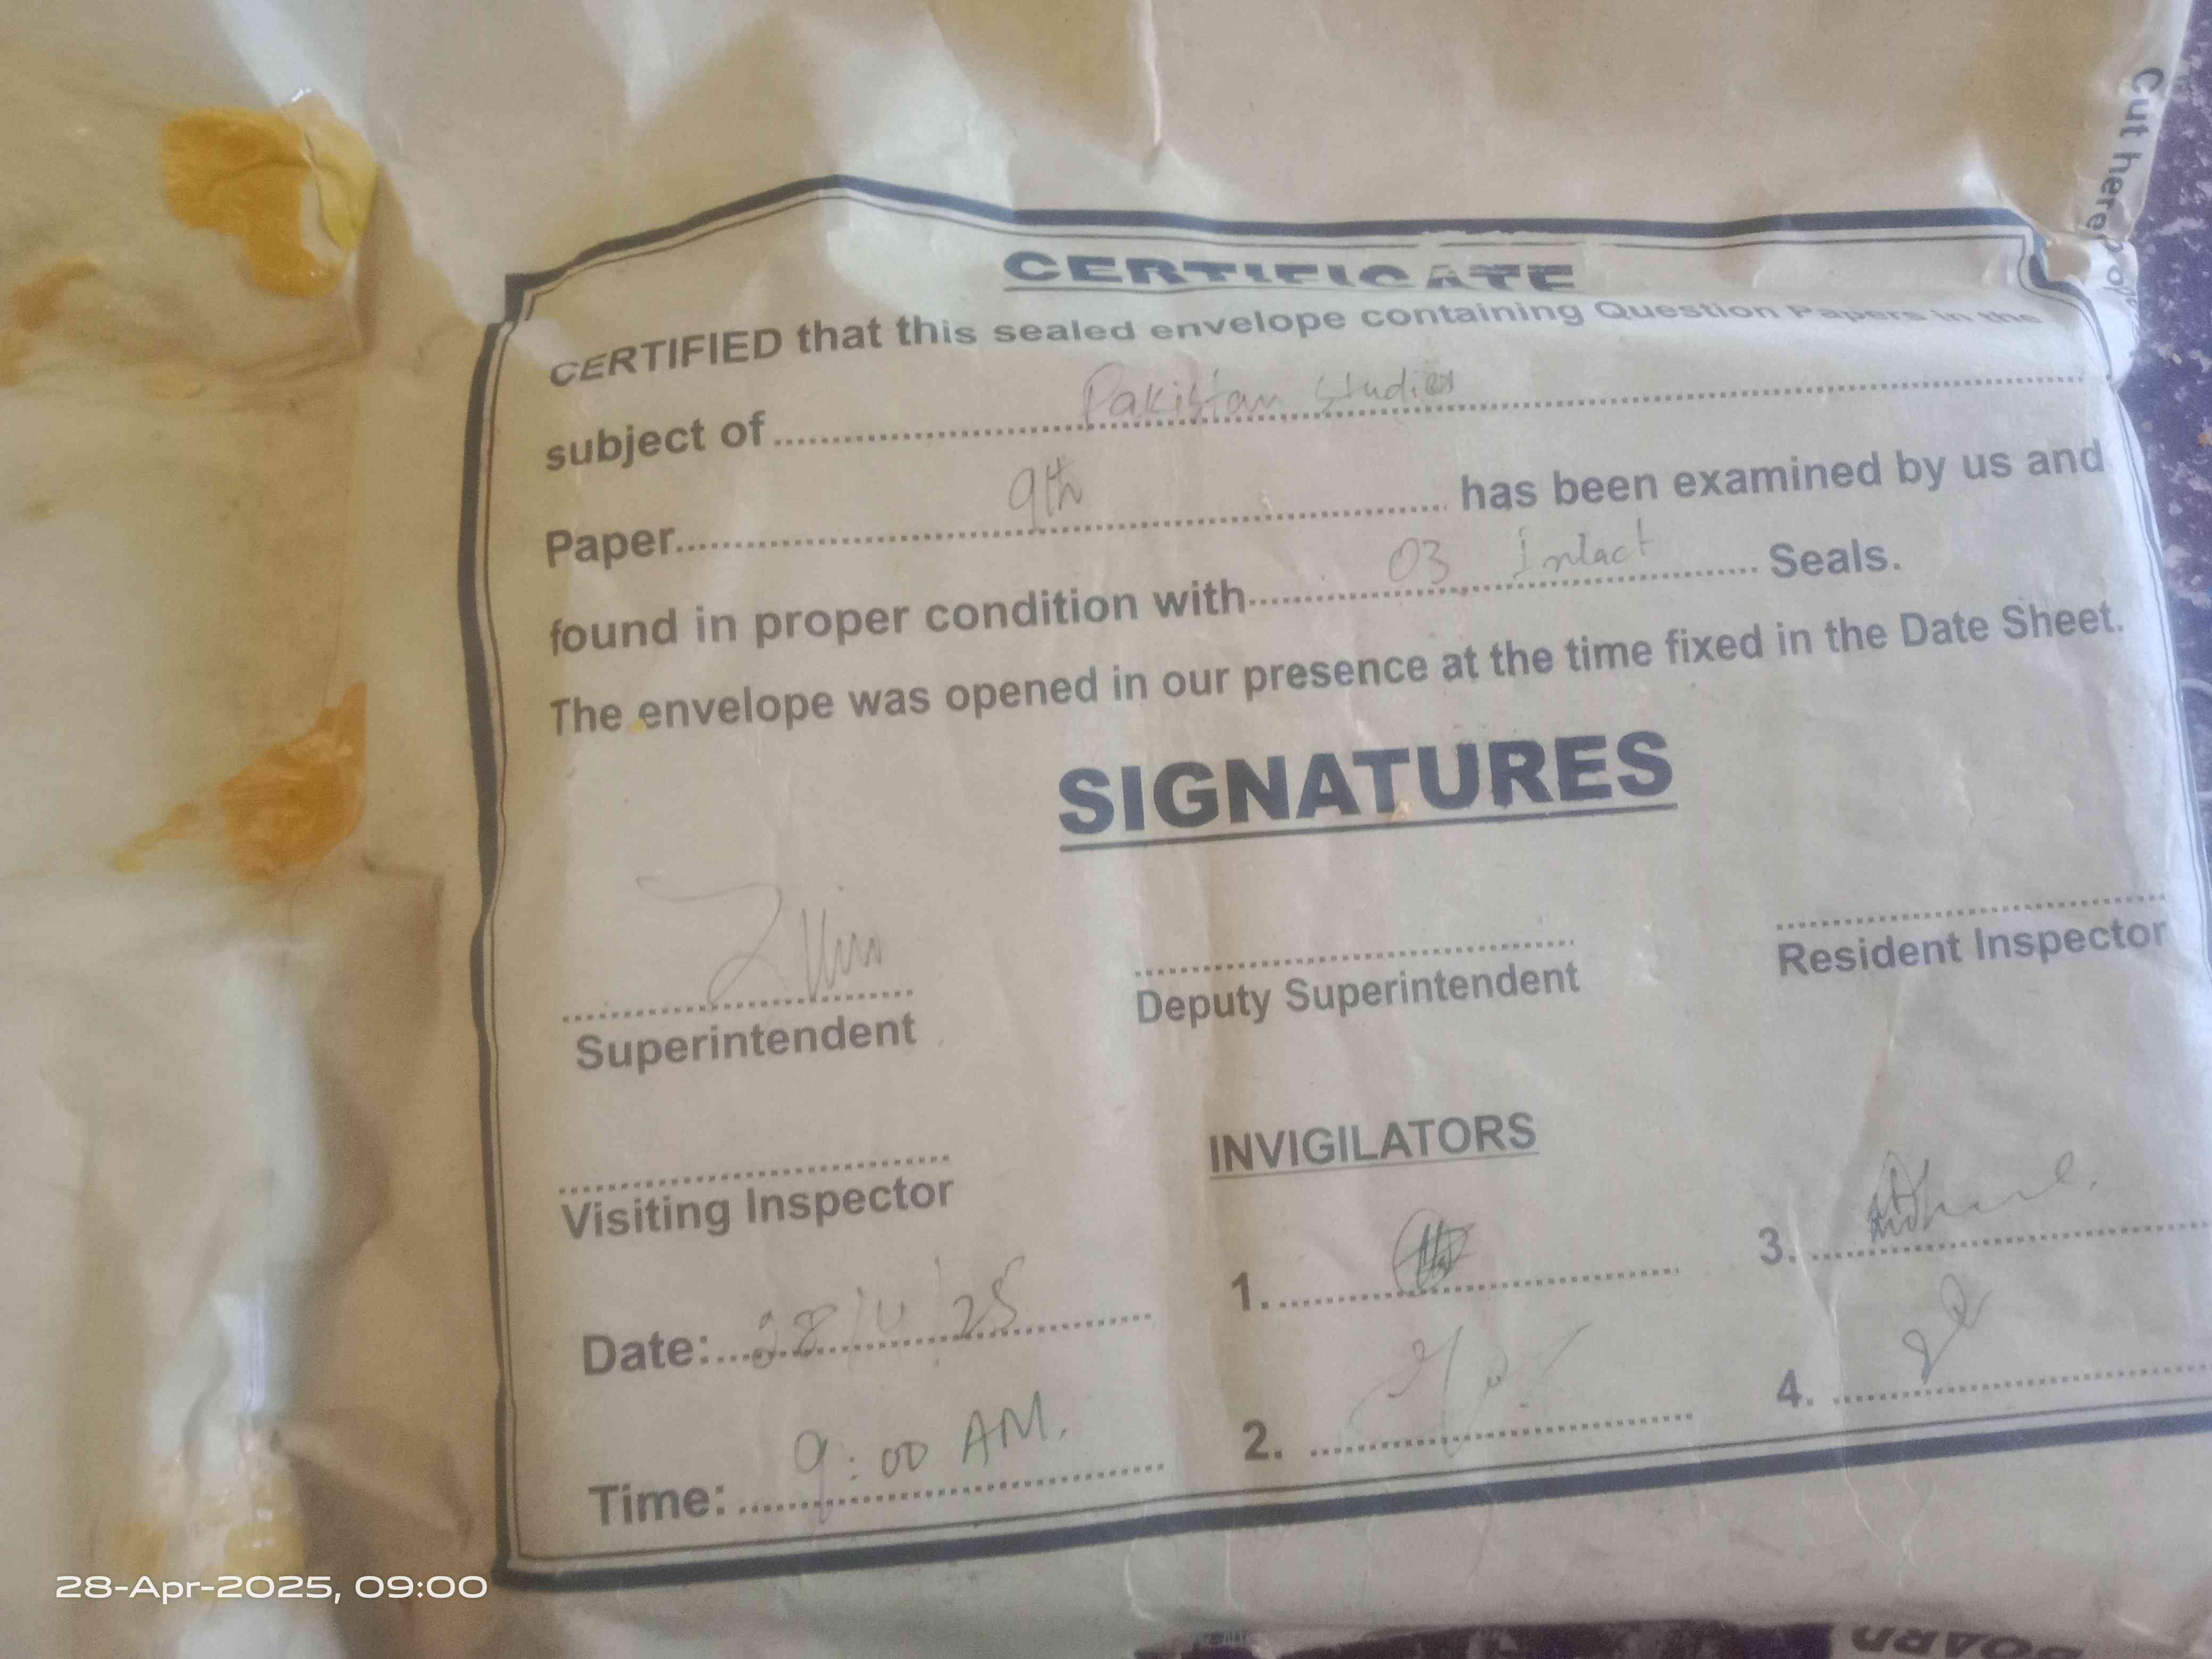 Cut here
CERTIFICATE
CERTIFIED that this sealed envelope containing Question Papers in the
subject of Pakistan Studies
Paper 9th has been examined by us and
found in proper condition with 03 Intact Seals.
The envelope was opened in our presence at the time fixed in the Date Sheet.
SIGNATURES
Superintendent
Deputy Superintendent
Resident Inspector
Visiting Inspector
INVIGILATORS
1.
3.
Date: 28/4/25
2.
4.
Time: 9:00 AM.
28-Apr-2025, 09:00
BOARD